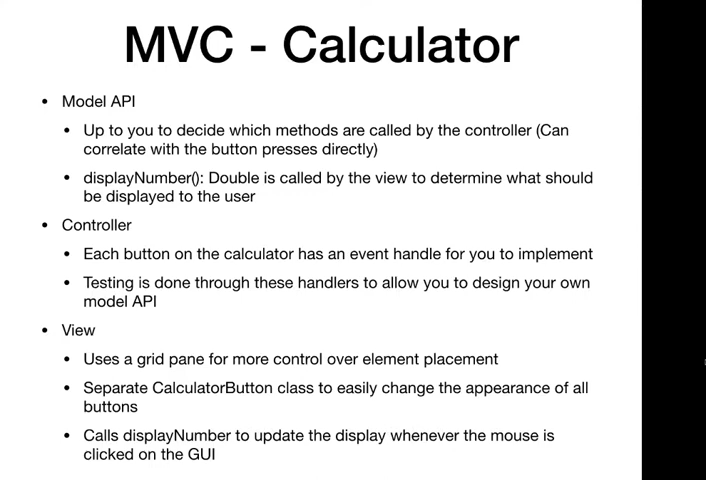 MVC - Calculator
• Model API
• Up to you to decide which methods are called by the controller (Can
correlate with the button presses directly)
• displayNumber(): Double is called by the view to determine what should
be displayed to the user
• Controller
• Each button on the calculator has an event handle for you to implement
• Testing is done through these handlers to allow you to design your own
model API
• View
• Uses a grid pane for more control over element placement
• Separate CalculatorButton class to easily change the appearance of all
buttons
• Calls displayNumber to update the display whenever the mouse is
clicked on the GUI